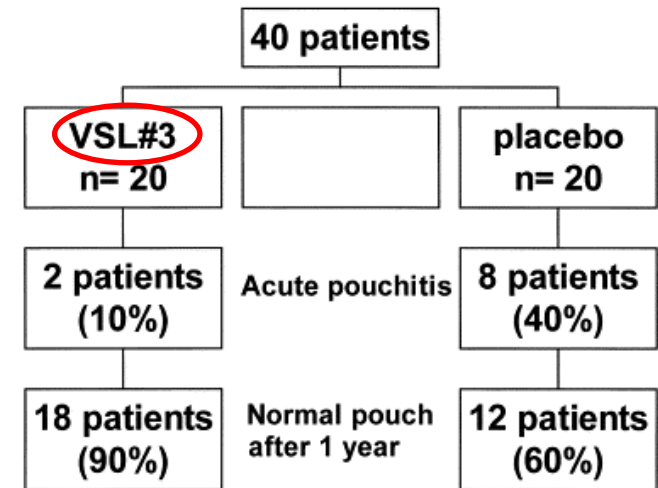 40 patients
VSL#3
n= 20
placebo
n= 20
2 patients
(10%)
Acute pouchitis
8 patients
(40%)
18 patients
(90%)
Normal pouch
after 1 year
12 patients
(60%)